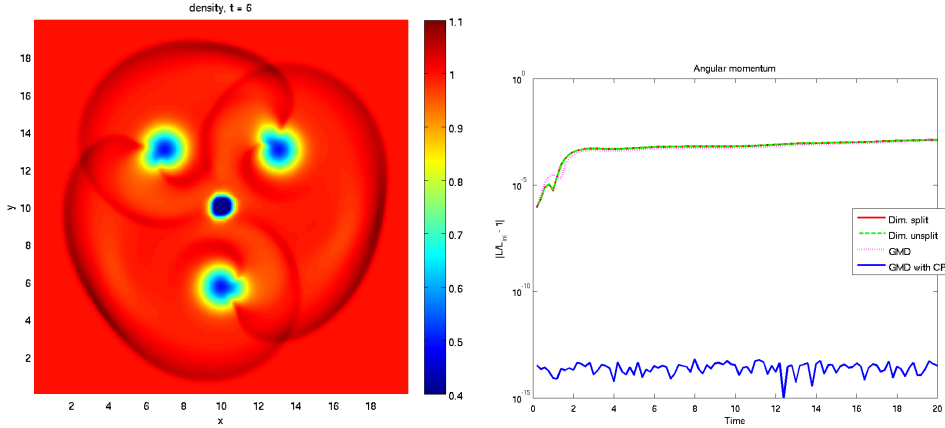 density, t = 6
18
16
14
12
10
8
6
4
2
y
2 4 6 8 10 12 14 16 18
x
1.1
1
0.9
0.8
0.7
0.6
0.5
0.4
Angular momentum
10^0
10^-5
10^-10
10^-15
|L/L_ini - 1|
0 2 4 6 8 10 12 14 16 18 20
Time
Dim. split
Dim. unsplit
GMD
GMD with CP